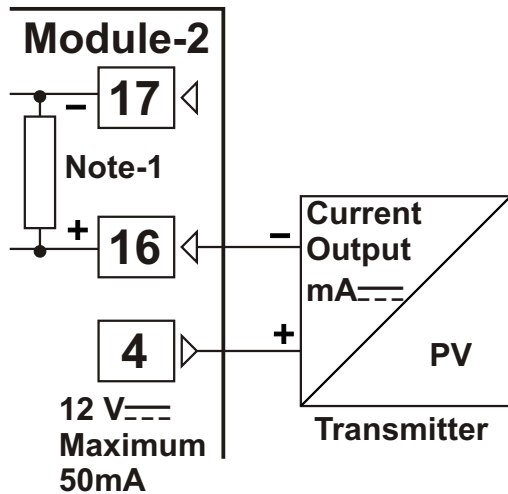 Module-2
17
−
Note-1
+
16
4
12 V
Maximum
50mA
−
+
Current
Output
mA
PV
Transmitter